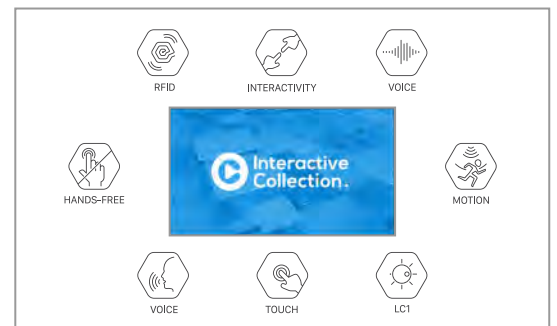 RFID
INTERACTIVITY
VOICE
Interactive
Collection.
HANDS-FREE
MOTION
VOICE
TOUCH
LC1